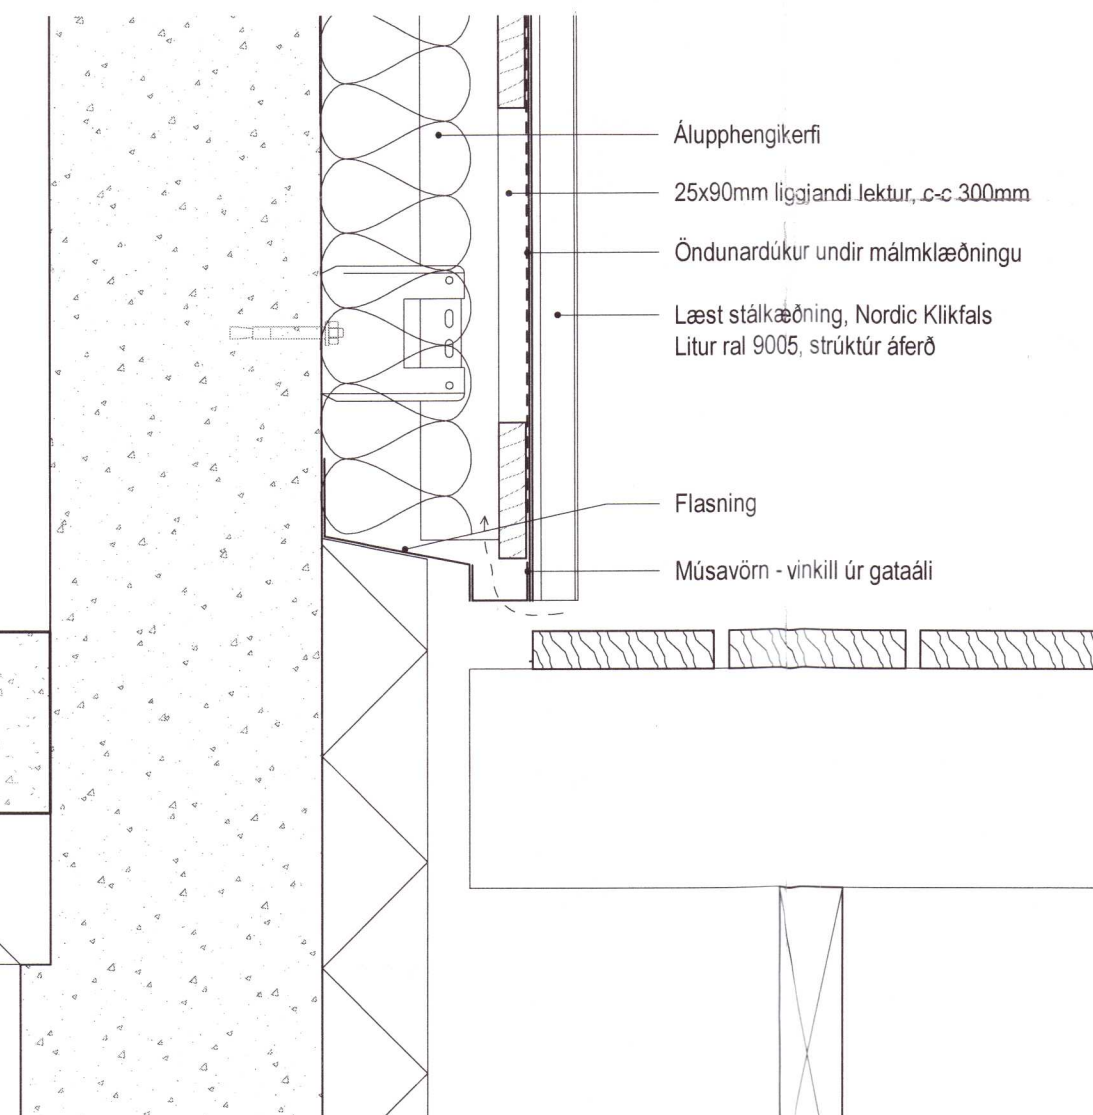 Álupphengikerfi
25x90mm liggjandi lektur, c-c 300mm
Öndunardúkur undir málmklæðningu
Læst stálkæðning, Nordic Klikfals
Litur ral 9005, strúktúr áferð
Flasning
Músavörn - vinkill úr gataáli